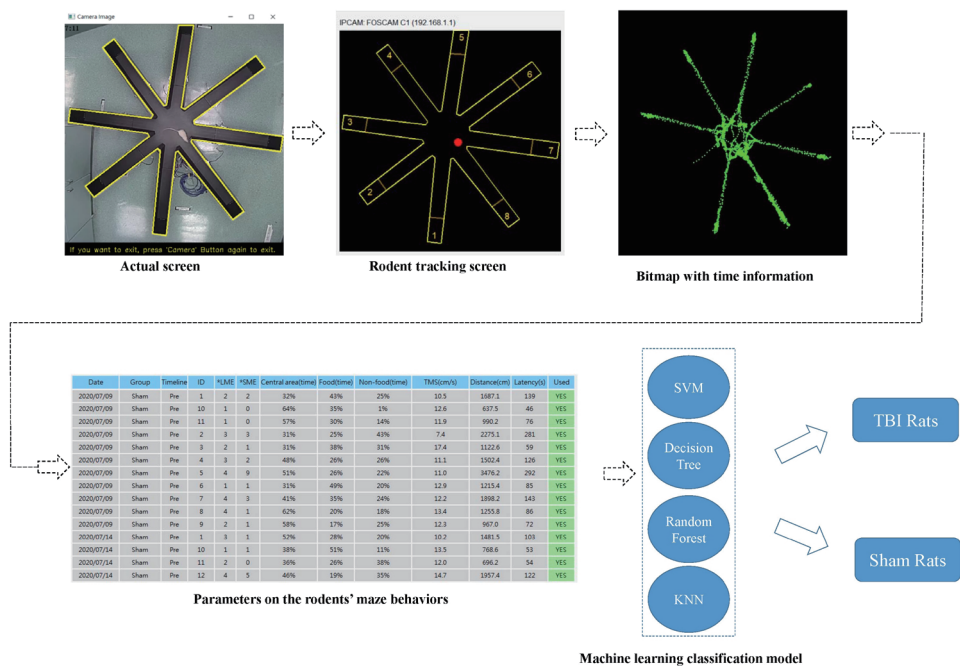 Camera Image
7:11
If you want to exit, press 'Camera' Button again to exit.
Actual screen
IPCAM: FOSCAM C1 (192.168.1.1)
5
4
6
3
7
2
8
1
Rodent tracking screen
Bitmap with time information
Date Group Timeline ID *LME *SME Central area(time) Food(time) Non-food(time) TMS(cm/s) Distance(cm) Latency(s) Used
2020/07/09 Sham Pre 1 2 2 32% 43% 25% 10.5 1687.1 139 YES
2020/07/09 Sham Pre 10 1 0 64% 35% 1% 12.6 637.5 46 YES
2020/07/09 Sham Pre 11 1 0 57% 30% 14% 11.9 990.2 76 YES
2020/07/09 Sham Pre 2 3 3 31% 25% 43% 7.4 2275.1 281 YES
2020/07/09 Sham Pre 3 2 1 31% 38% 31% 17.4 1122.6 59 YES
2020/07/09 Sham Pre 4 3 2 48% 26% 26% 11.1 1502.4 126 YES
2020/07/09 Sham Pre 5 4 9 51% 26% 22% 11.0 3476.2 292 YES
2020/07/09 Sham Pre 6 1 1 31% 49% 20% 12.9 1215.4 85 YES
2020/07/09 Sham Pre 7 4 3 41% 35% 24% 12.2 1898.2 143 YES
2020/07/09 Sham Pre 8 4 1 62% 20% 18% 13.4 1255.8 86 YES
2020/07/09 Sham Pre 9 2 1 58% 17% 25% 12.3 967.0 72 YES
2020/07/14 Sham Pre 1 3 1 52% 28% 20% 10.2 1481.5 103 YES
2020/07/14 Sham Pre 10 1 1 38% 51% 11% 13.5 768.6 53 YES
2020/07/14 Sham Pre 11 2 0 36% 26% 38% 12.0 696.2 54 YES
2020/07/14 Sham Pre 12 4 5 46% 19% 35% 14.7 1957.4 122 YES
Parameters on the rodents' maze behaviors
SVM
Decision
Tree
Random
Forest
KNN
Machine learning classification model
TBI Rats
Sham Rats